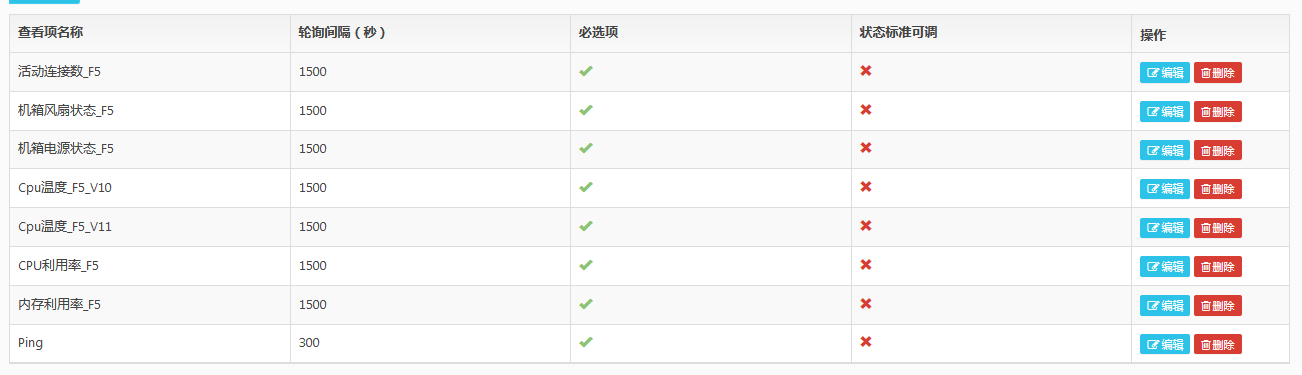 查看项名称 轮询间隔（秒） 必选项 状态标准可调 操作
活动连接数_F5 1500 编辑 删除
机箱风扇状态_F5 1500 编辑 删除
机箱电源状态_F5 1500 编辑 删除
Cpu温度_F5_V10 1500 编辑 删除
Cpu温度_F5_V11 1500 编辑 删除
CPU利用率_F5 1500 编辑 删除
内存利用率_F5 1500 编辑 删除
Ping 300 编辑 删除